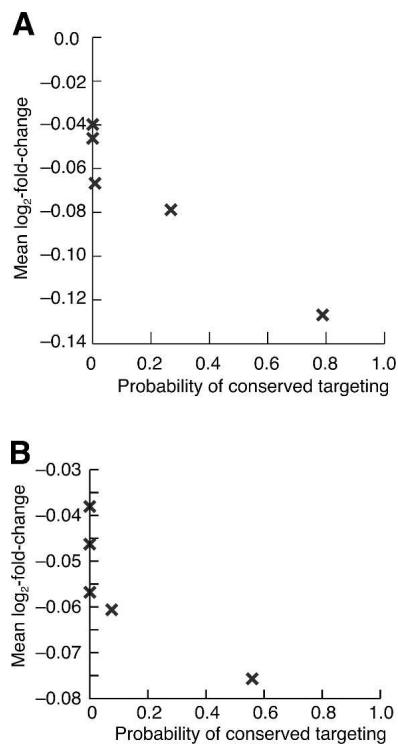 A
0.0
−0.02
−0.04
−0.06
−0.08
−0.10
−0.12
−0.14
Mean log₂-fold-change
0 0.2 0.4 0.6 0.8 1.0
Probability of conserved targeting
B
−0.03
−0.04
−0.05
−0.06
−0.07
−0.08
Mean log₂-fold-change
0 0.2 0.4 0.6 0.8 1.0
Probability of conserved targeting